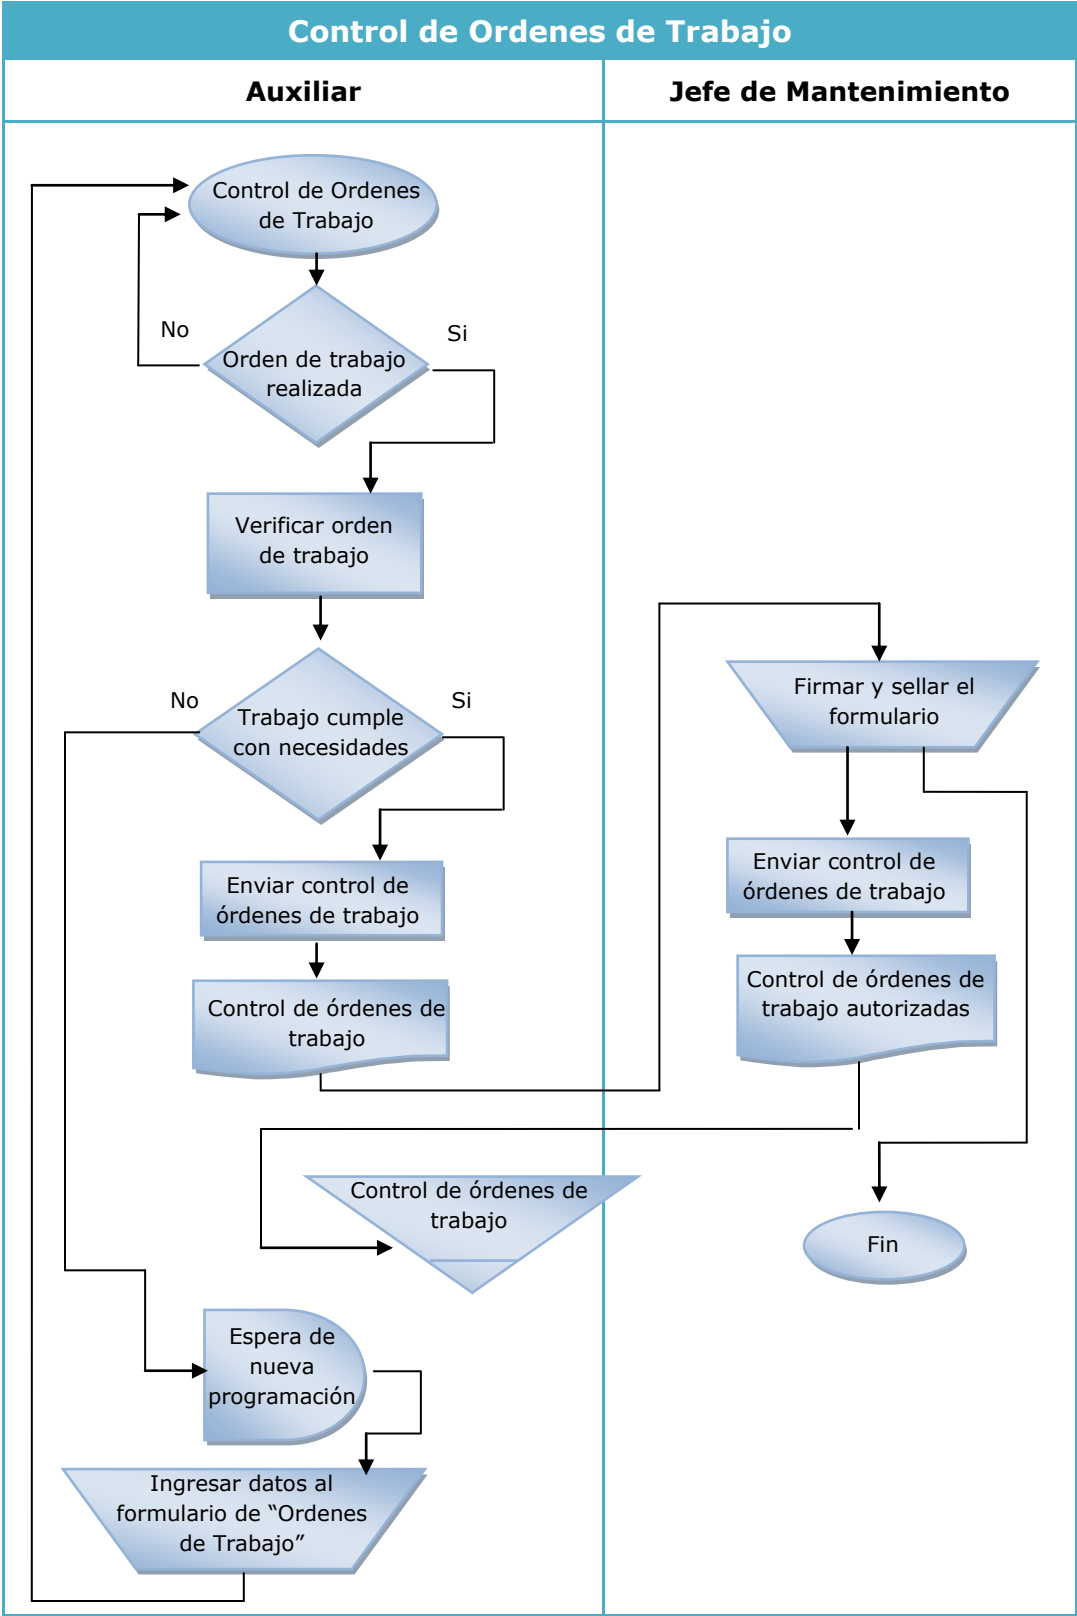 Control de Ordenes de Trabajo
Auxiliar
Jefe de Mantenimiento
Control de Ordenes
de Trabajo
No
Si
Orden de trabajo
realizada
Verificar orden
de trabajo
No
Si
Trabajo cumple
con necesidades
Enviar control de
órdenes de trabajo
Control de órdenes de
trabajo
Firmar y sellar el
formulario
Enviar control de
órdenes de trabajo
Control de órdenes de
trabajo autorizadas
Control de órdenes de
trabajo
Fin
Espera de
nueva
programación
Ingresar datos al
formulario de “Ordenes
de Trabajo”